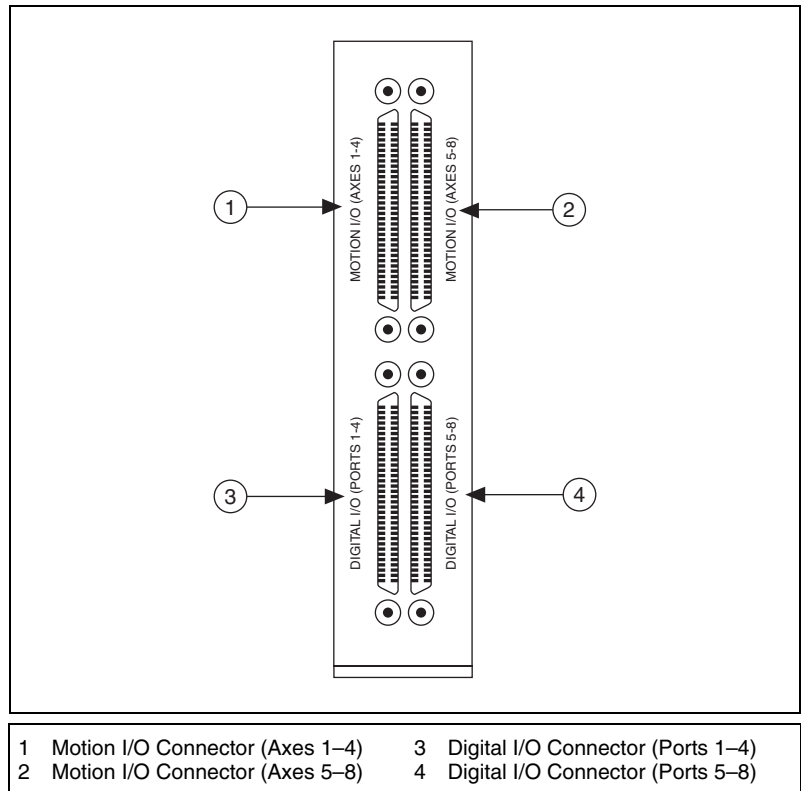 MOTION I/O (AXES 1-4)
MOTION I/O (AXES 5-8)
1
2
DIGITAL I/O (PORTS 1-4)
DIGITAL I/O (PORTS 5-8)
3
4
1 Motion I/O Connector (Axes 1–4)
2 Motion I/O Connector (Axes 5–8)
3 Digital I/O Connector (Ports 1–4)
4 Digital I/O Connector (Ports 5–8)